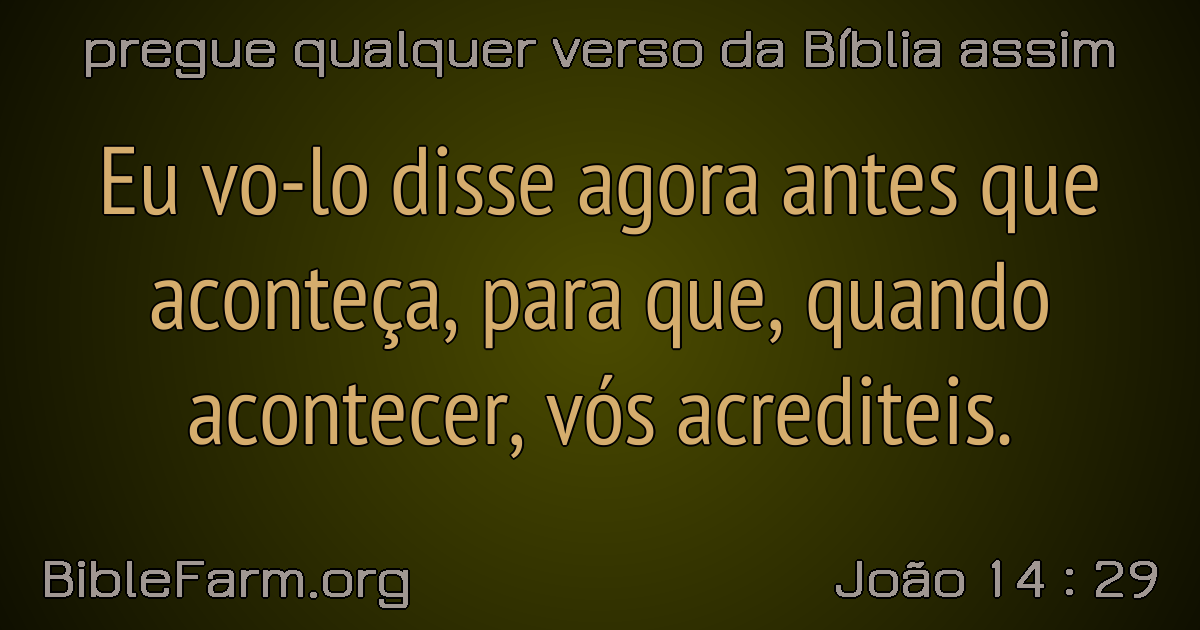 pregue qualquer verso da Bíblia assim
Eu vo-lo disse agora antes que
aconteça, para que, quando
acontecer, vós acrediteis.
BibleFarm.org
João 14 : 29